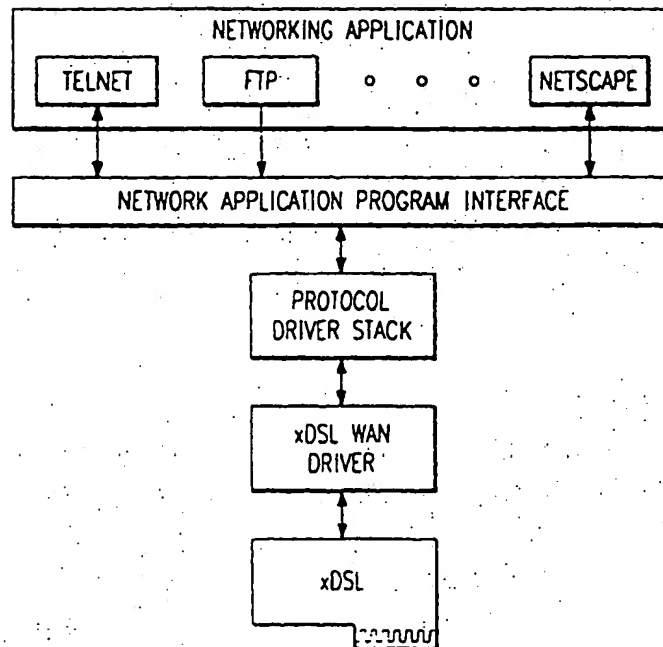 NETWORKING APPLICATION
TELNET
FTP
NETSCAPE
NETWORK APPLICATION PROGRAM INTERFACE
PROTOCOL
DRIVER STACK
xDSL WAN
DRIVER
xDSL